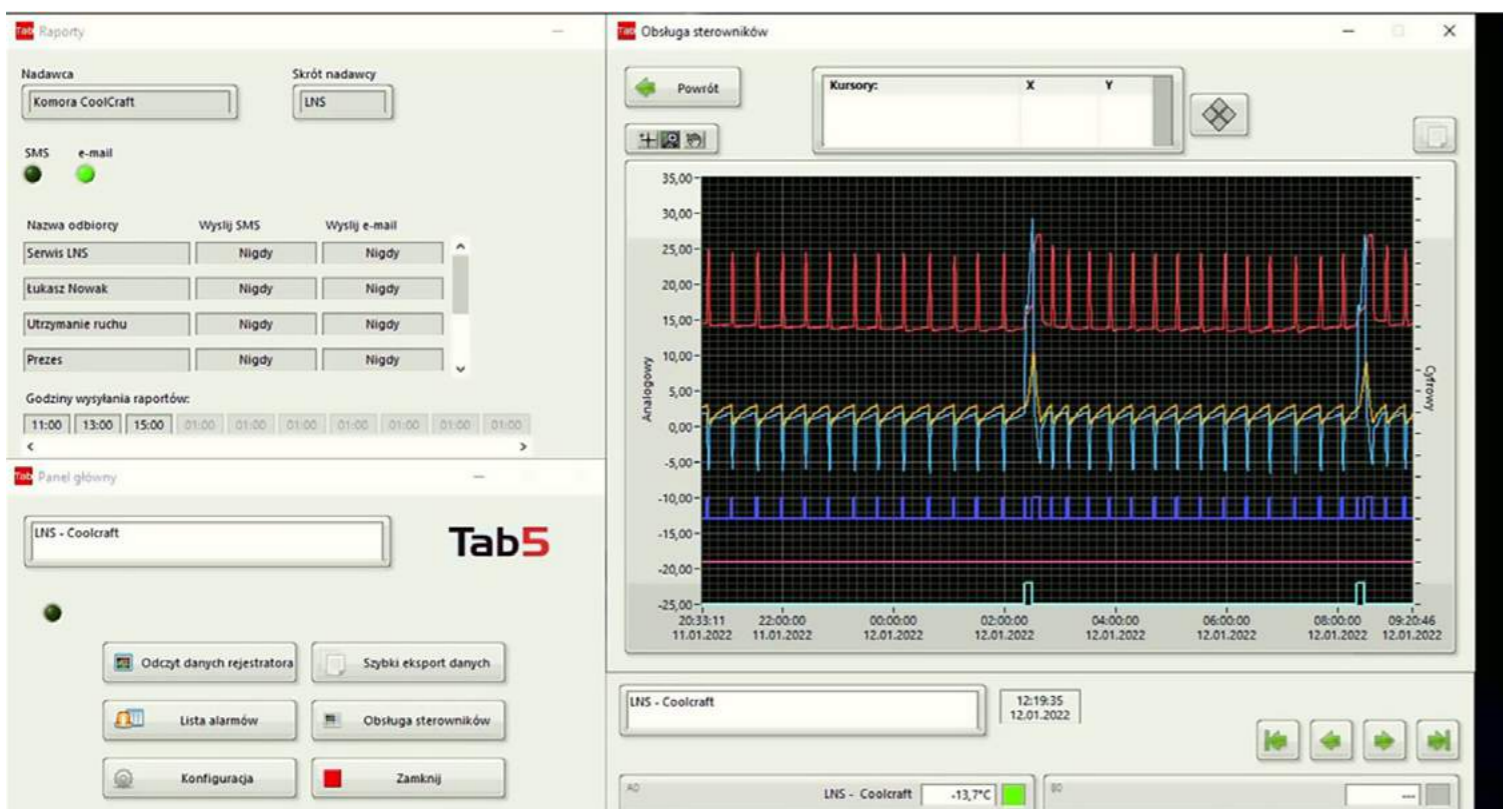 Tab Raporty
Nadawca
Skrót nadawcy
Komora CoolCraft
LNS
SMS
e-mail
Nazwa odbiorcy
Wyslij SMS
Wyslij e-mail
Serwis LNS
Nigdy
Nigdy
Łukasz Nowak
Nigdy
Nigdy
Utrzymanie ruchu
Nigdy
Nigdy
Prezes
Nigdy
Nigdy
Godziny wysyłania raportów:
11:00 13:00 15:00 01:00 01:00 01:00 01:00 01:00 01:00 01:00
Tab Panel główny
LNS - Coolcraft
Tab5
Odczyt danych rejestratora
Szybki eksport danych
Lista alarmów
Obsługa sterowników
Konfiguracja
Zamknij
Tab Obsługa sterowników
Powrót
Kursory: X Y
35,00
30,00
25,00
20,00
15,00
10,00
5,00
0,00
-5,00
-10,00
-15,00
-20,00
-25,00
Analogowy
Cyfrowy
20:33:11 22:00:00 00:00:00 02:00:00 04:00:00 06:00:00 08:00:00 09:20:46
11.01.2022 11.01.2022 12.01.2022 12.01.2022 12.01.2022 12.01.2022 12.01.2022 12.01.2022
LNS - Coolcraft
12:19:35
12.01.2022
A0
LNS - Coolcraft
-13,7°C
B0
---